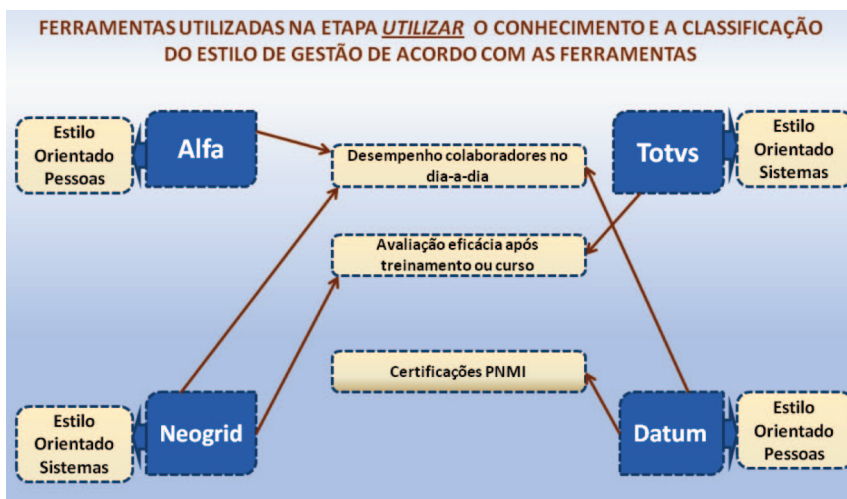 FERRAMENTAS UTILIZADAS NA ETAPA UTILIZAR O CONHECIMENTO E A CLASSIFICAÇÃO
DO ESTILO DE GESTÃO DE ACORDO COM AS FERRAMENTAS
Estilo
Orientado
Pessoas
Alfa
Desempenho colaboradores no
dia-a-dia
Totvs
Estilo
Orientado
Sistemas
Avaliação eficácia após
treinamento ou curso
Certificações PNMI
Estilo
Orientado
Sistemas
Neogrid
Datum
Estilo
Orientado
Pessoas